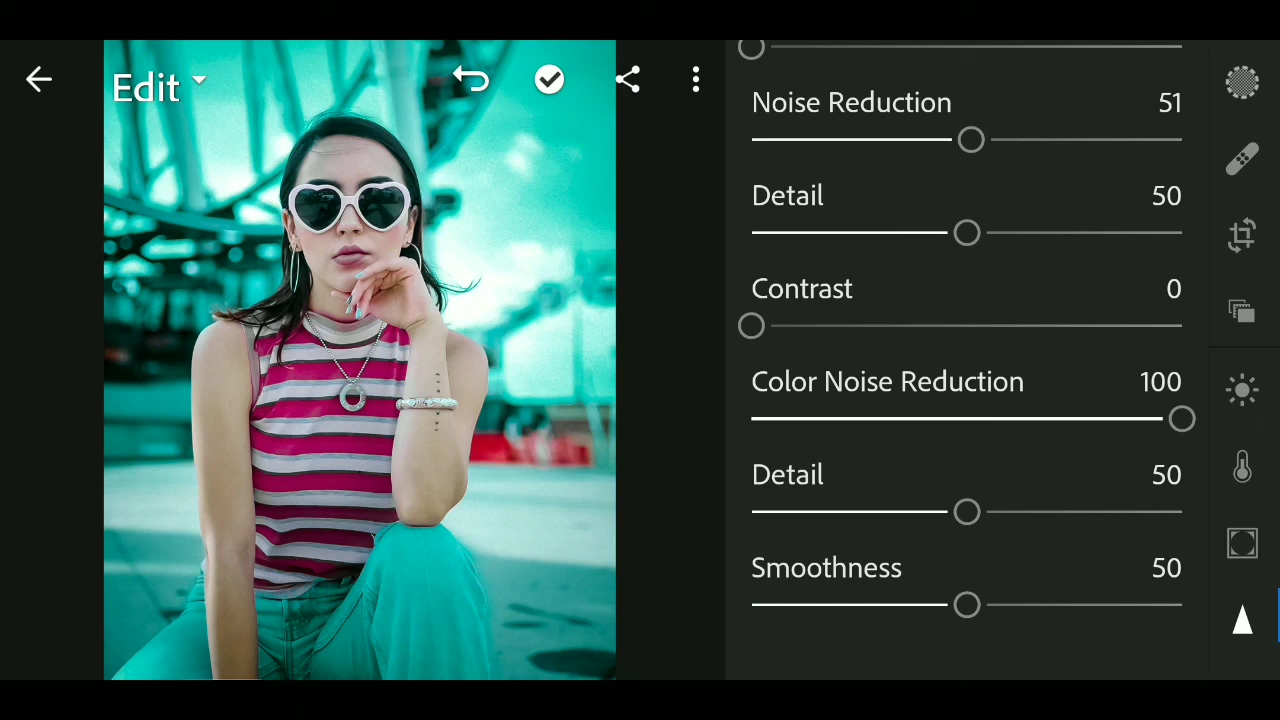 Edit
Noise Reduction 51
Detail 50
Contrast 0
Color Noise Reduction 100
Detail 50
Smoothness 50